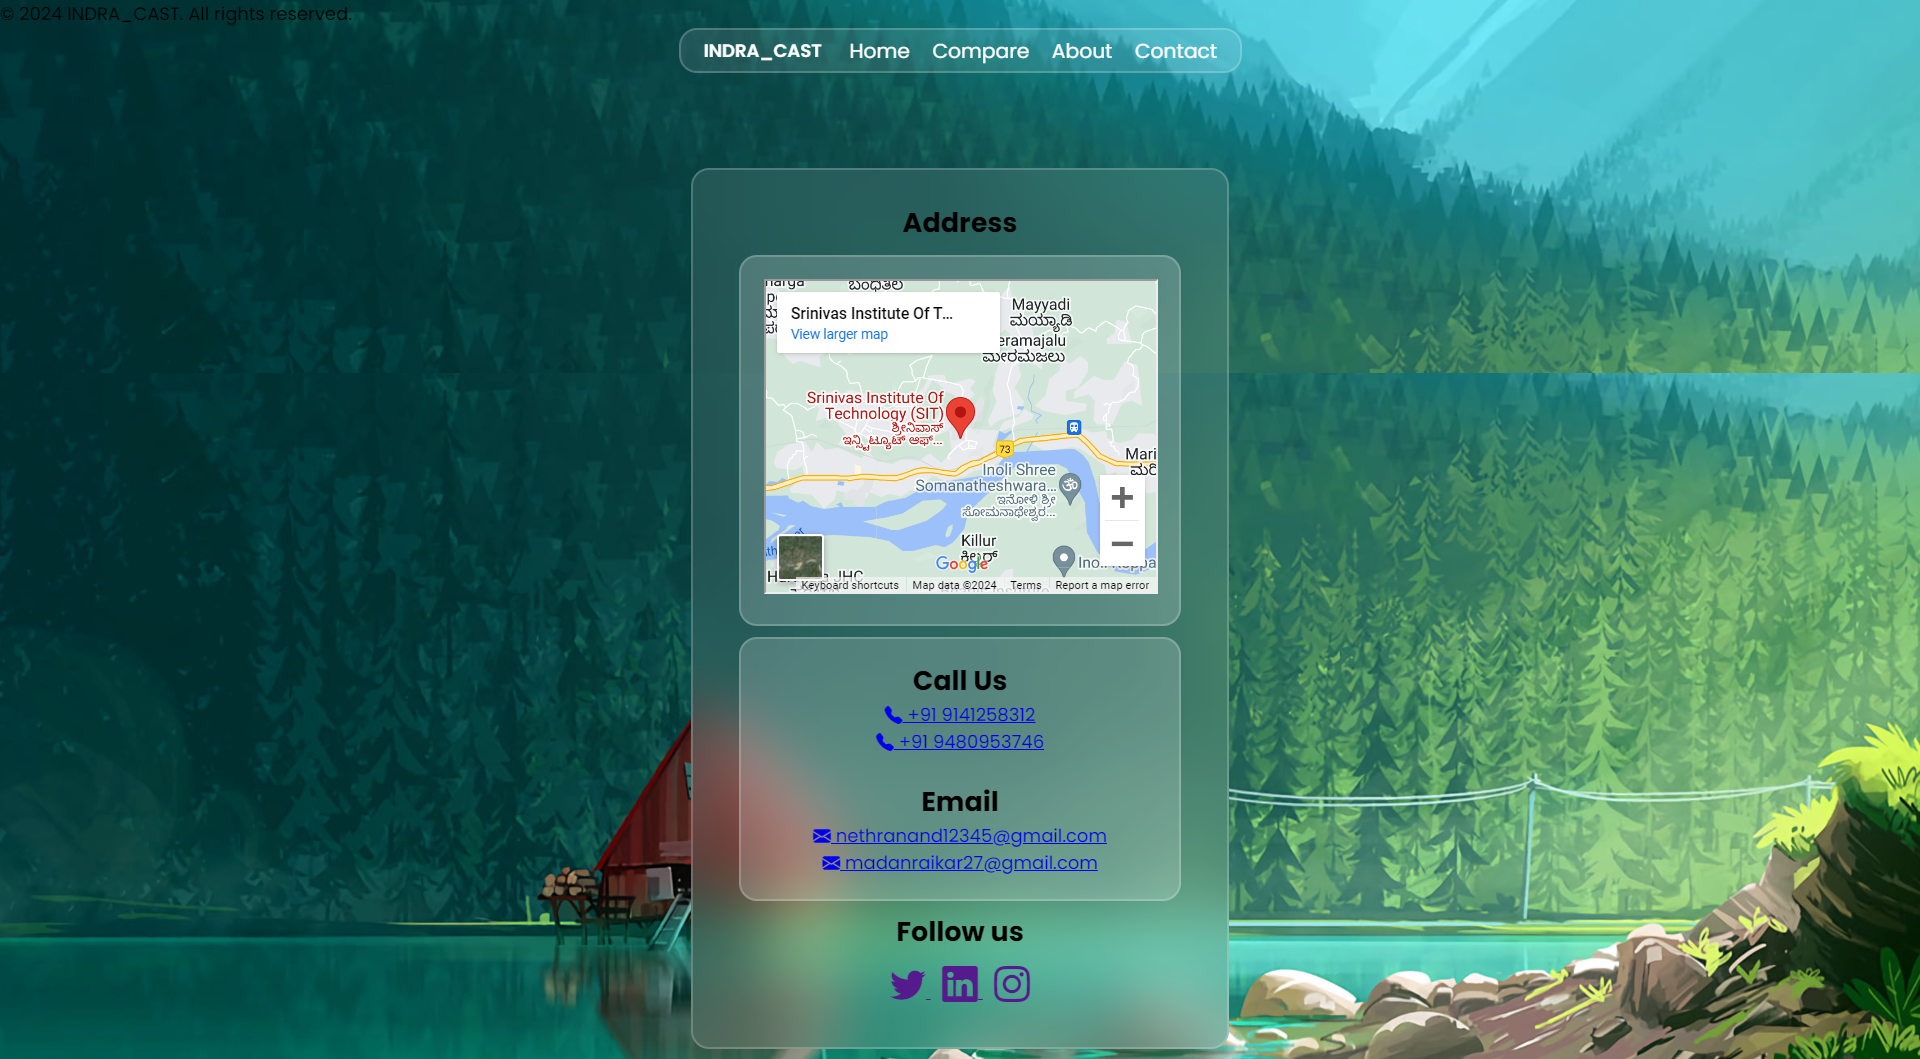 © 2024 INDRA_CAST. All rights reserved.
INDRA_CAST Home Compare About Contact
Address
ಬಂಧತಲ
Srinivas Institute Of T...
View larger map
Mayyadi
ಮಯ್ಯಾಡಿ
eramajalu
ಮೇರಮಜಲು
Srinivas Institute Of
Technology (SIT)
ಶ್ರೀನಿವಾಸ್
ಇನ್ಸ್ಟಿಟ್ಯೂಟ್ ಆಫ್...
73
Mari
ಮರಿ
Inoli Shree
Somanatheshwara...
ಇನೋಳಿ ಶ್ರೀ
ಸೋಮನಾಥೇಶ್ವರ...
Killur
ಕಿಲ್ಲೂರ್
Google
Keyboard shortcuts Map data ©2024 Terms Report a map error
Call Us
+91 9141258312
+91 9480953746
Email
nethranand12345@gmail.com
madanraikar27@gmail.com
Follow us